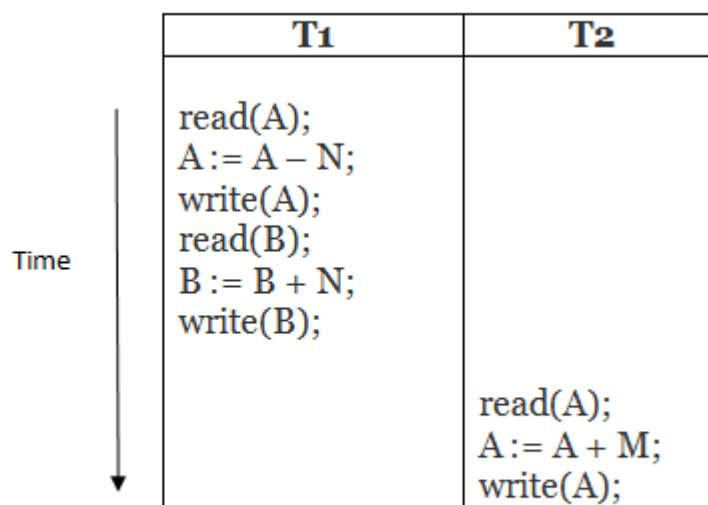 T1 T2
read(A);
A := A – N;
write(A);
read(B);
Time
B := B + N;
write(B);
read(A);
A := A + M;
write(A);